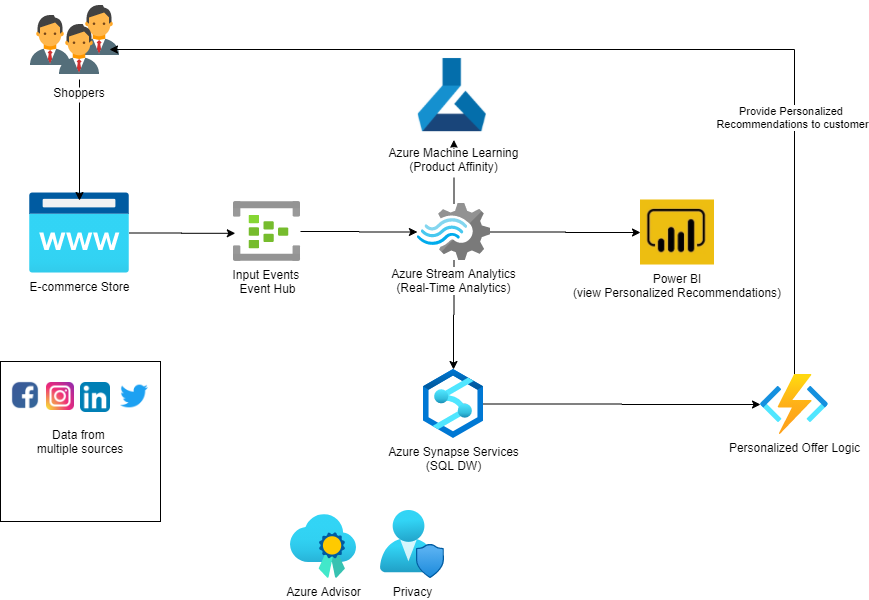 Shoppers
Provide Personalized
Recommendations to customer
Azure Machine Learning
(Product Affinity)
www
E-commerce Store
Input Events
Event Hub
Azure Stream Analytics
(Real-Time Analytics)
Power BI
(view Personalized Recommendations)
f
in
Data from
multiple sources
Azure Synapse Services
(SQL DW)
Personalized Offer Logic
Azure Advisor
Privacy